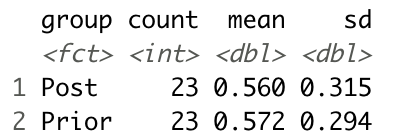 group count mean sd
<fct> <int> <dbl> <dbl>
1 Post 23 0.560 0.315
2 Prior 23 0.572 0.294